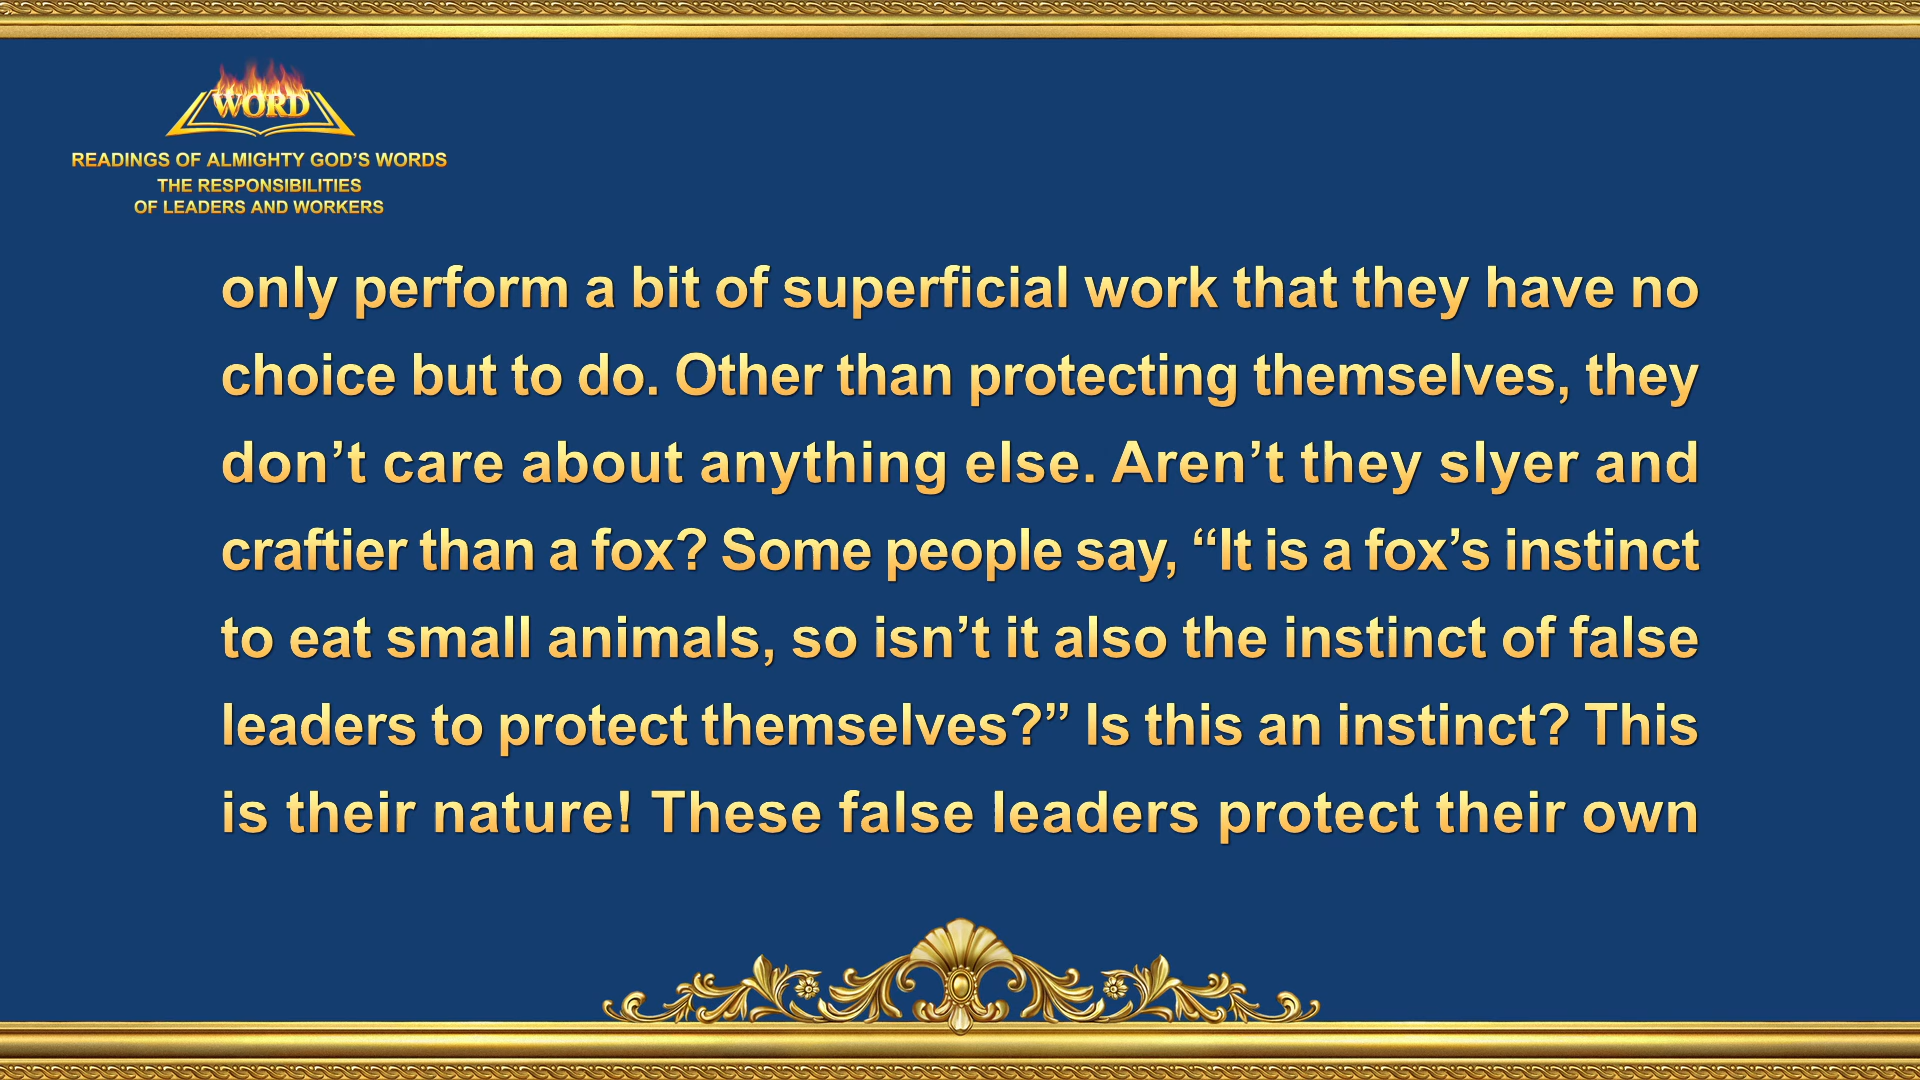 WORD
READINGS OF ALMIGHTY GOD’S WORDS
THE RESPONSIBILITIES
OF LEADERS AND WORKERS
only perform a bit of superficial work that they have no
choice but to do. Other than protecting themselves, they
don’t care about anything else. Aren’t they slyer and
craftier than a fox? Some people say, “It is a fox’s instinct
to eat small animals, so isn’t it also the instinct of false
leaders to protect themselves?” Is this an instinct? This
is their nature! These false leaders protect their own